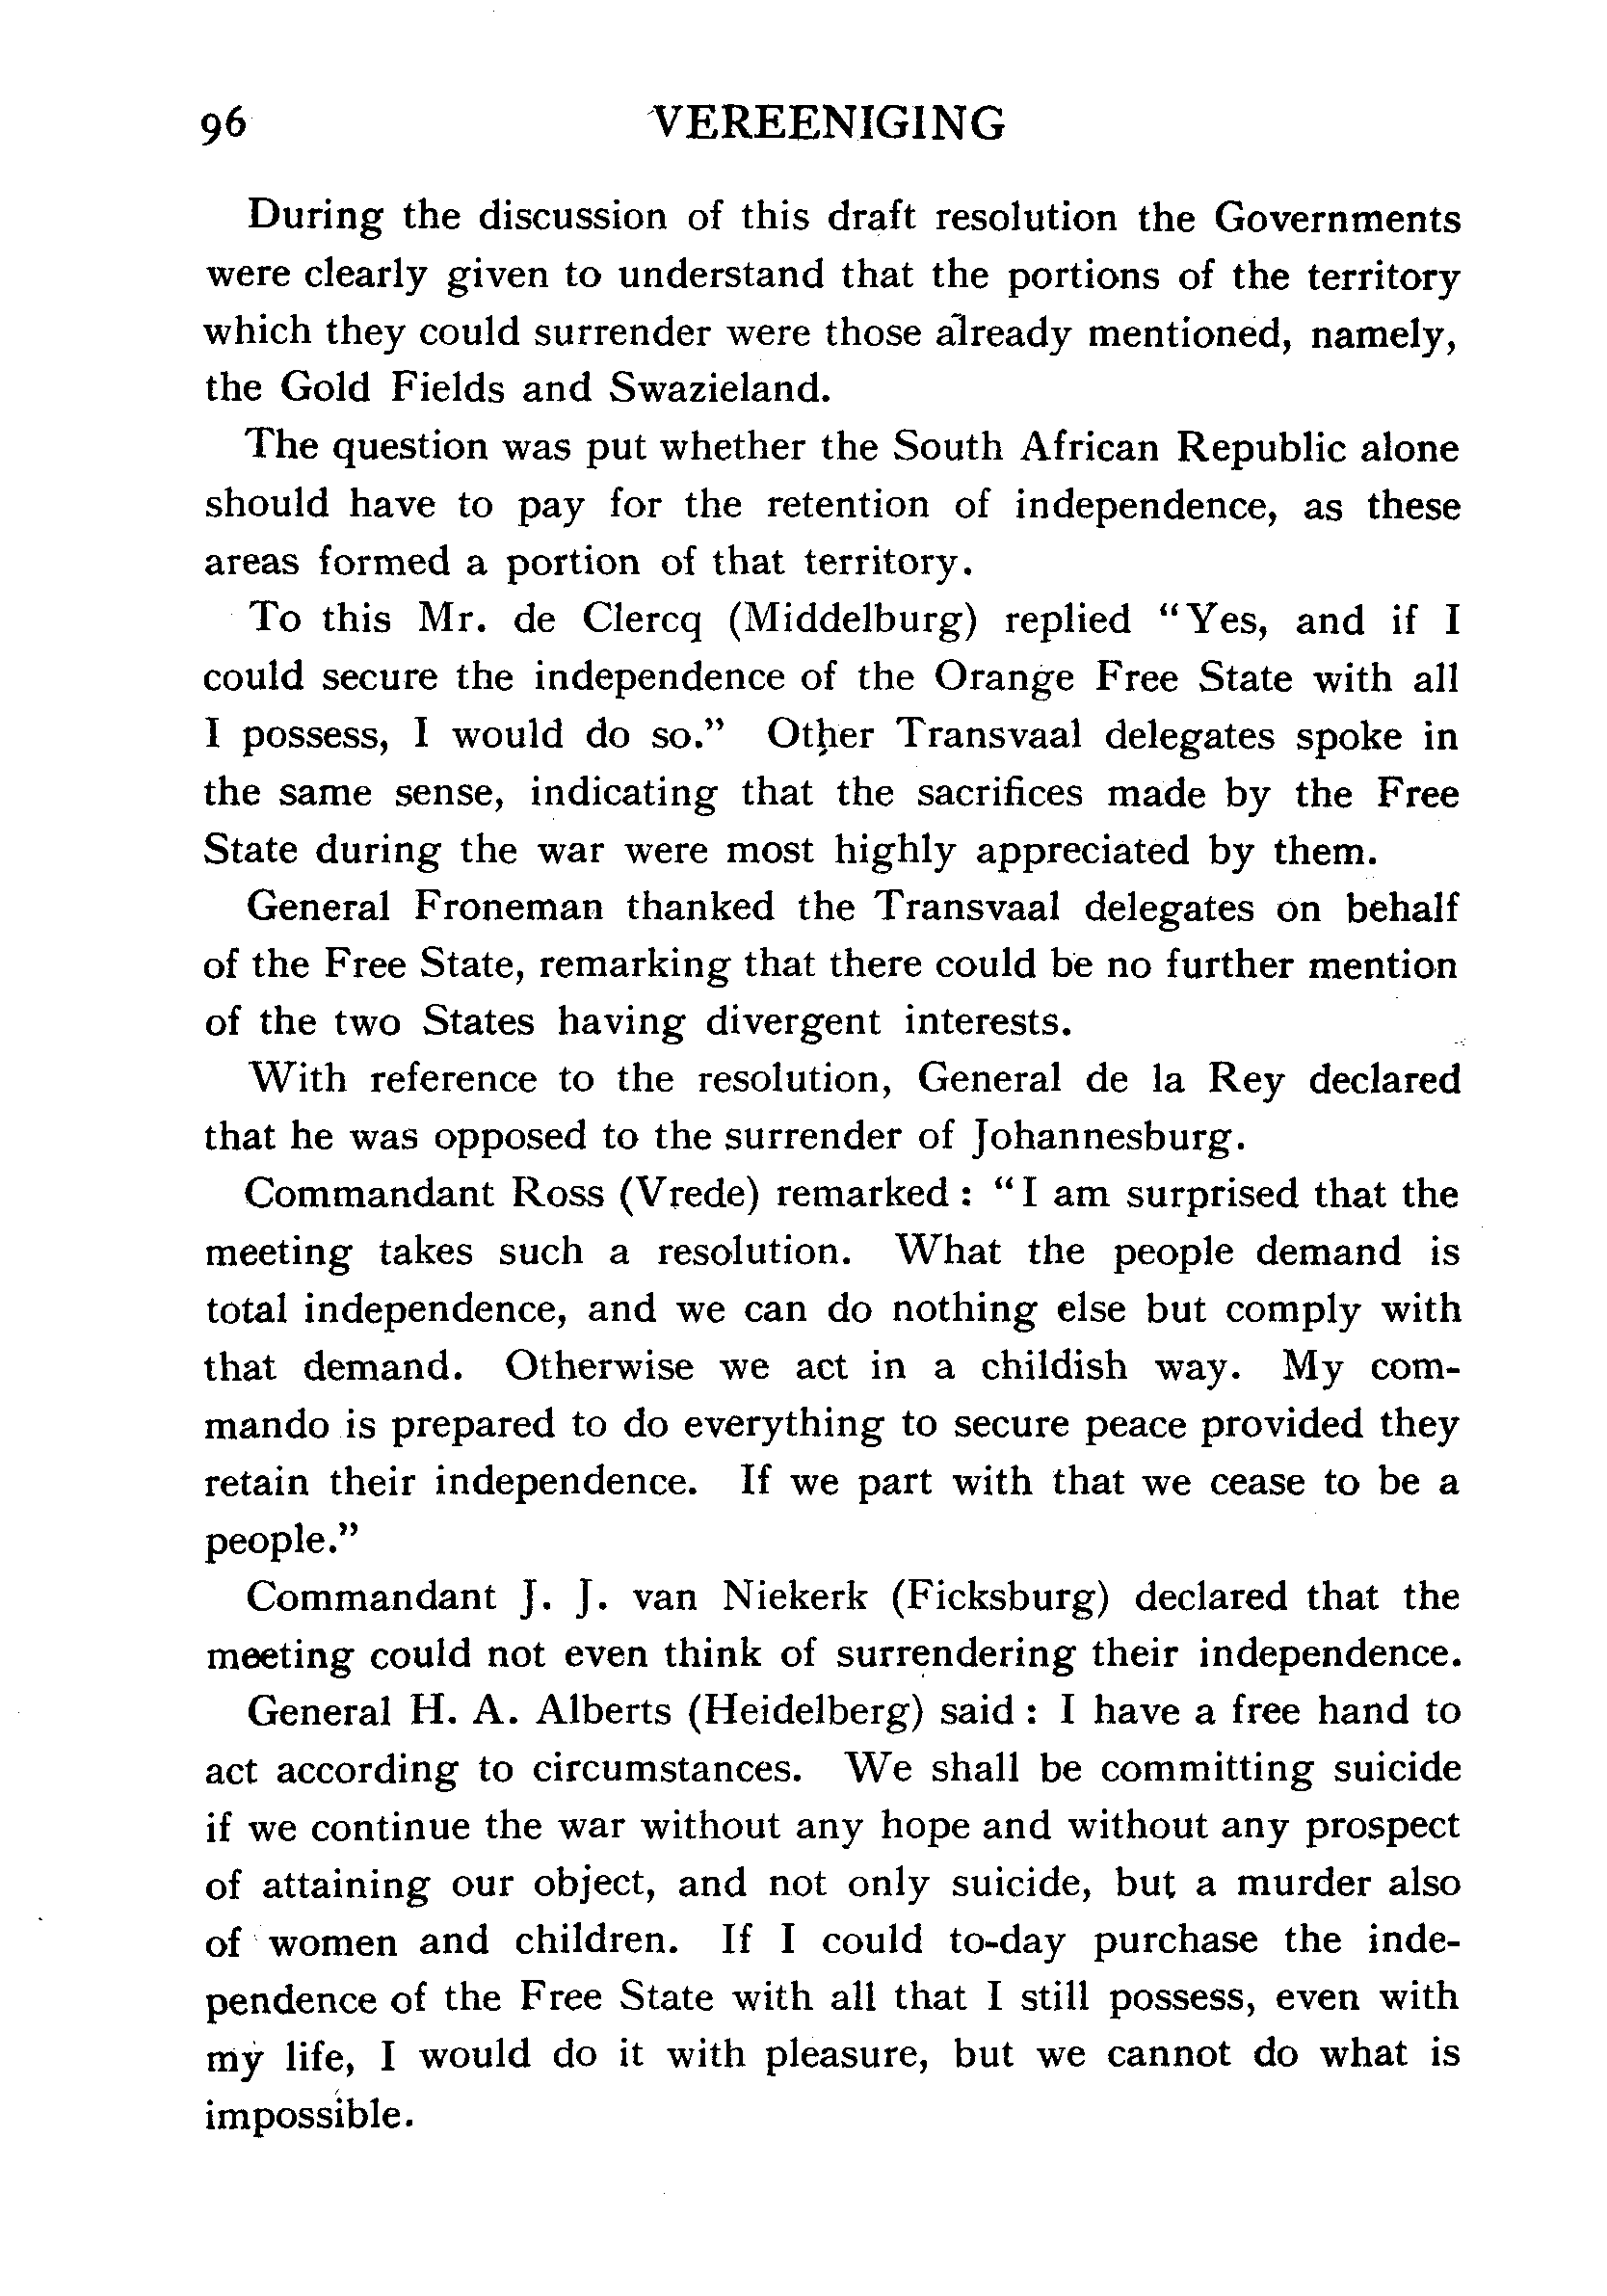 96 VEREENIGING
During the discussion of this draft resolution the Governments
were clearly given to understand that the portions of the territory
which they could surrender were those already mentioned, namely,
the Gold Fields and Swazieland.
The question was put whether the South African Republic alone
should have to pay for the retention of independence, as these
areas formed a portion of that territory.
To this Mr. de Clercq (Middelburg) replied “Yes, and if I
could secure the independence of the Orange Free State with all
I possess, I would do so.” Other Transvaal delegates spoke in
the same sense, indicating that the sacrifices made by the Free
State during the war were most highly appreciated by them.
General Froneman thanked the Transvaal delegates on behalf
of the Free State, remarking that there could be no further mention
of the two States having divergent interests.
With reference to the resolution, General de la Rey declared
that he was opposed to the surrender of Johannesburg.
Commandant Ross (Vrede) remarked : “I am surprised that the
meeting takes such a resolution. What the people demand is
total independence, and we can do nothing else but comply with
that demand. Otherwise we act in a childish way. My com-
mando is prepared to do everything to secure peace provided they
retain their independence. If we part with that we cease to be a
people.”
Commandant J. J. van Niekerk (Ficksburg) declared that the
meeting could not even think of surrendering their independence.
General H. A. Alberts (Heidelberg) said : I have a free hand to
act according to circumstances. We shall be committing suicide
if we continue the war without any hope and without any prospect
of attaining our object, and not only suicide, but a murder also
of women and children. If I could to-day purchase the inde-
pendence of the Free State with all that I still possess, even with
my life, I would do it with pleasure, but we cannot do what is
impossible.